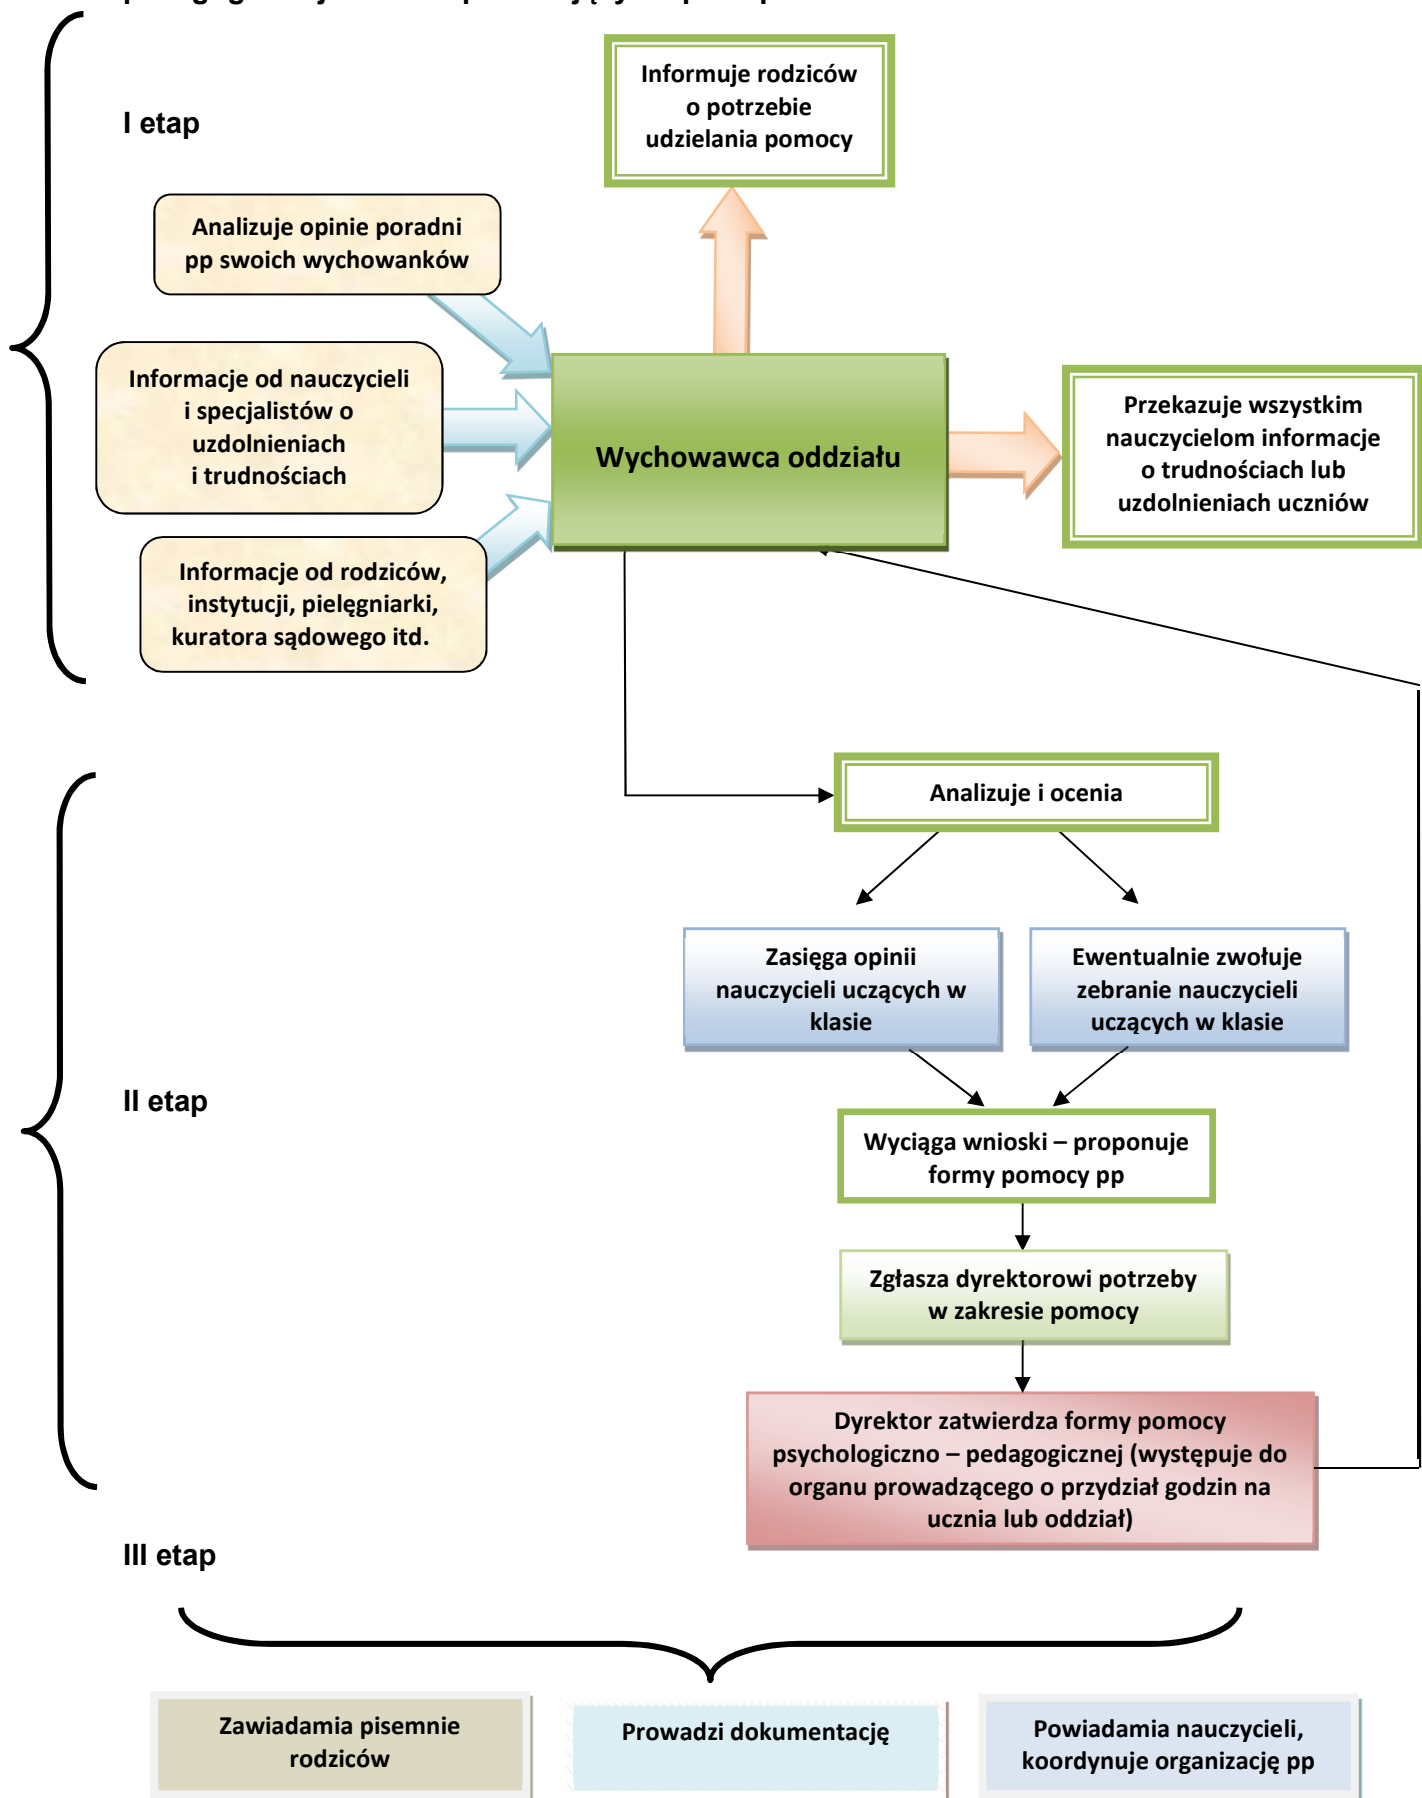 Informuje rodziców
o potrzebie
udzielania pomocy
I etap
Analizuje opinie poradni
pp swoich wychowanków
Informacje od nauczycieli
i specjalistów o
uzdolnieniach
i trudnościach
Wychowawca oddziału
Przekazuje wszystkim
nauczycielom informacje
o trudnościach lub
uzdolnieniach uczniów
Informacje od rodziców,
instytucji, pielęgniarki,
kuratora sądowego itd.
Analizuje i ocenia
Zasięga opinii
nauczycieli uczących w
klasie
Ewentualnie zwołuje
zebranie nauczycieli
uczących w klasie
II etap
Wyciąga wnioski – proponuje
formy pomocy pp
Zgłasza dyrektorowi potrzeby
w zakresie pomocy
Dyrektor zatwierdza formy pomocy
psychologiczno – pedagogicznej (występuje do
organu prowadzącego o przydział godzin na
ucznia lub oddział)
III etap
Zawiadamia pisemnie
rodziców
Prowadzi dokumentację
Powiadamia nauczycieli,
koordynuje organizację pp